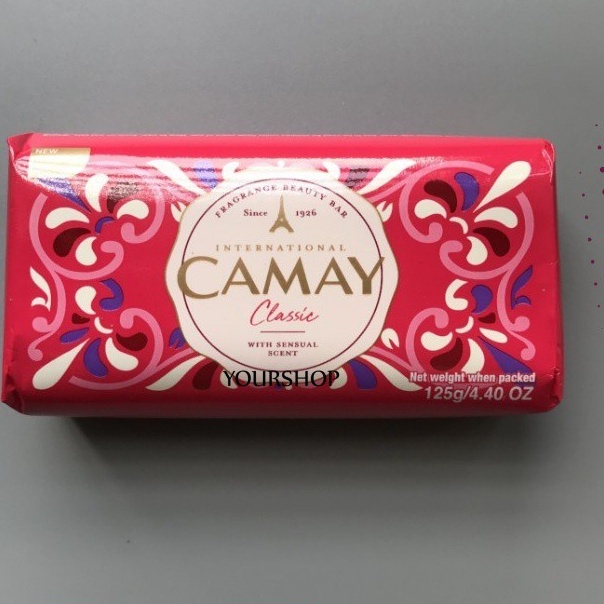 NEW
FRAGRANCE BEAUTY BAR
Since 1926
INTERNATIONAL
CAMAY
Classic
WITH SENSUAL
SCENT
YOURSHOP
Net weight when packed
125g/4.40 OZ